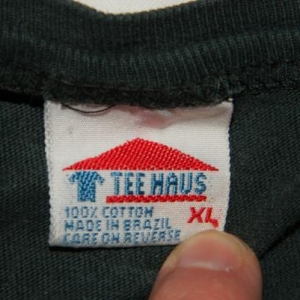 TEE HAUS
100% COTTON XL
MADE IN BRAZIL
CARE ON REVERSE